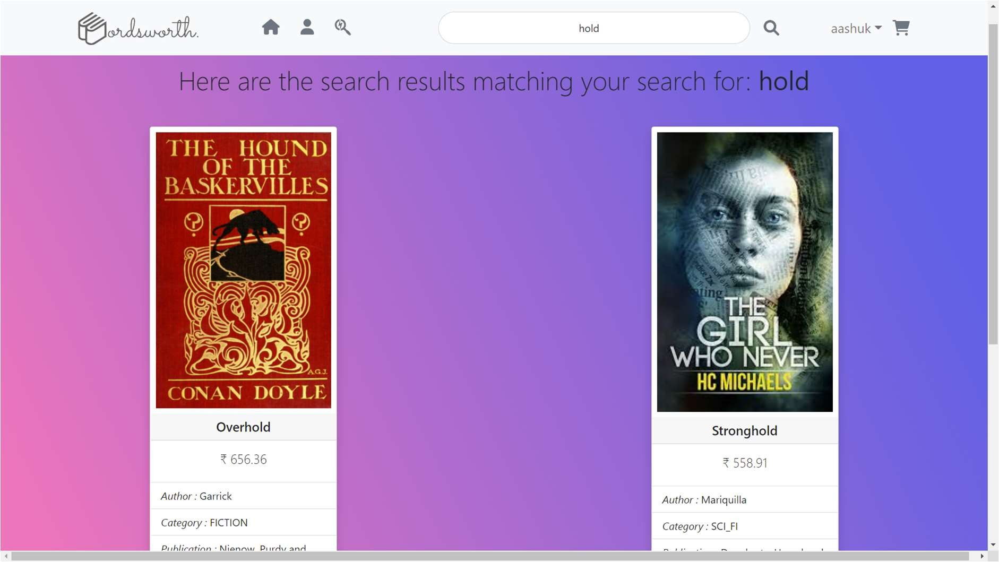 ordsworth.
hold
aashuk
Here are the search results matching your search for: hold
THE HOUND
OF THE
BASKERVILLES
A.G.J.
CONAN DOYLE
Overhold
₹ 656.36
Author : Garrick
Category : FICTION
Publication : Nienow, Purdy and
THE
GIRL
WHO NEVER
HC MICHAELS
Stronghold
₹ 558.91
Author : Mariquilla
Category : SCI_FI